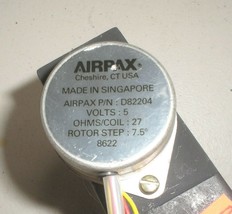 AIRPAX
Cheshire, CT USA
MADE IN SINGAPORE
AIRPAX P/N : D82204
VOLTS : 5
OHMS/COIL : 27
ROTOR STEP : 7.5°
8622